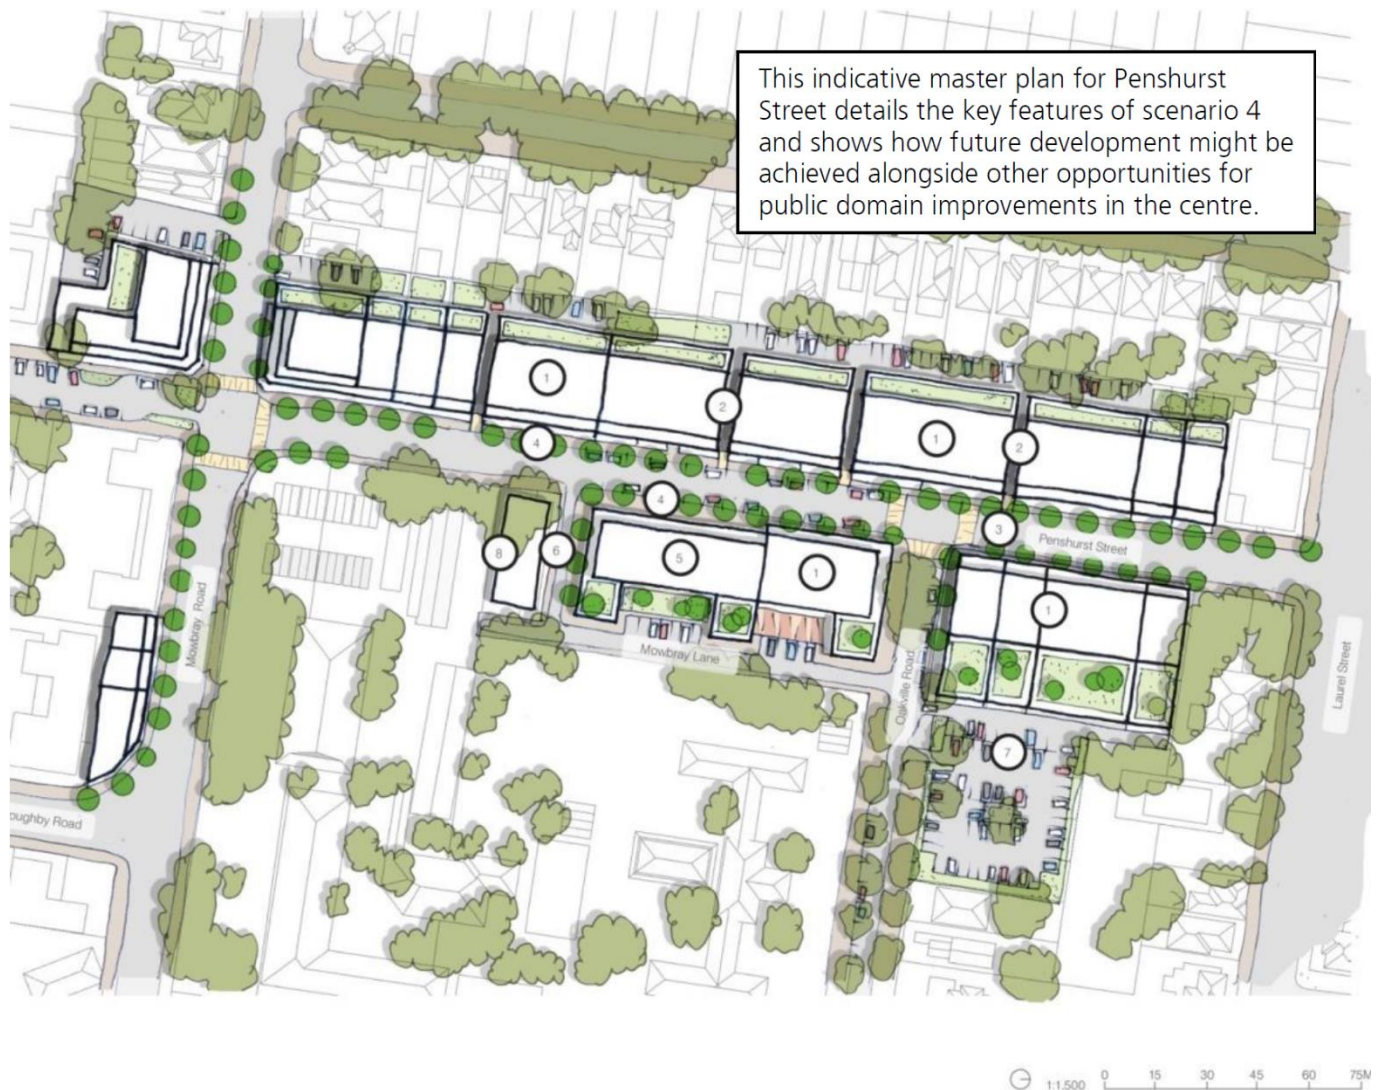 This indicative master plan for Penshurst
Street details the key features of scenario 4
and shows how future development might be
achieved alongside other opportunities for
public domain improvements in the centre.
1
2
1
2
4
4
3
Penshurst Street
8
6
5
1
1
Mowbray Road
Mowbray Lane
Oakville Road
Laurel Street
7
oughby Road
1:1,500
0 15 30 45 60 75M